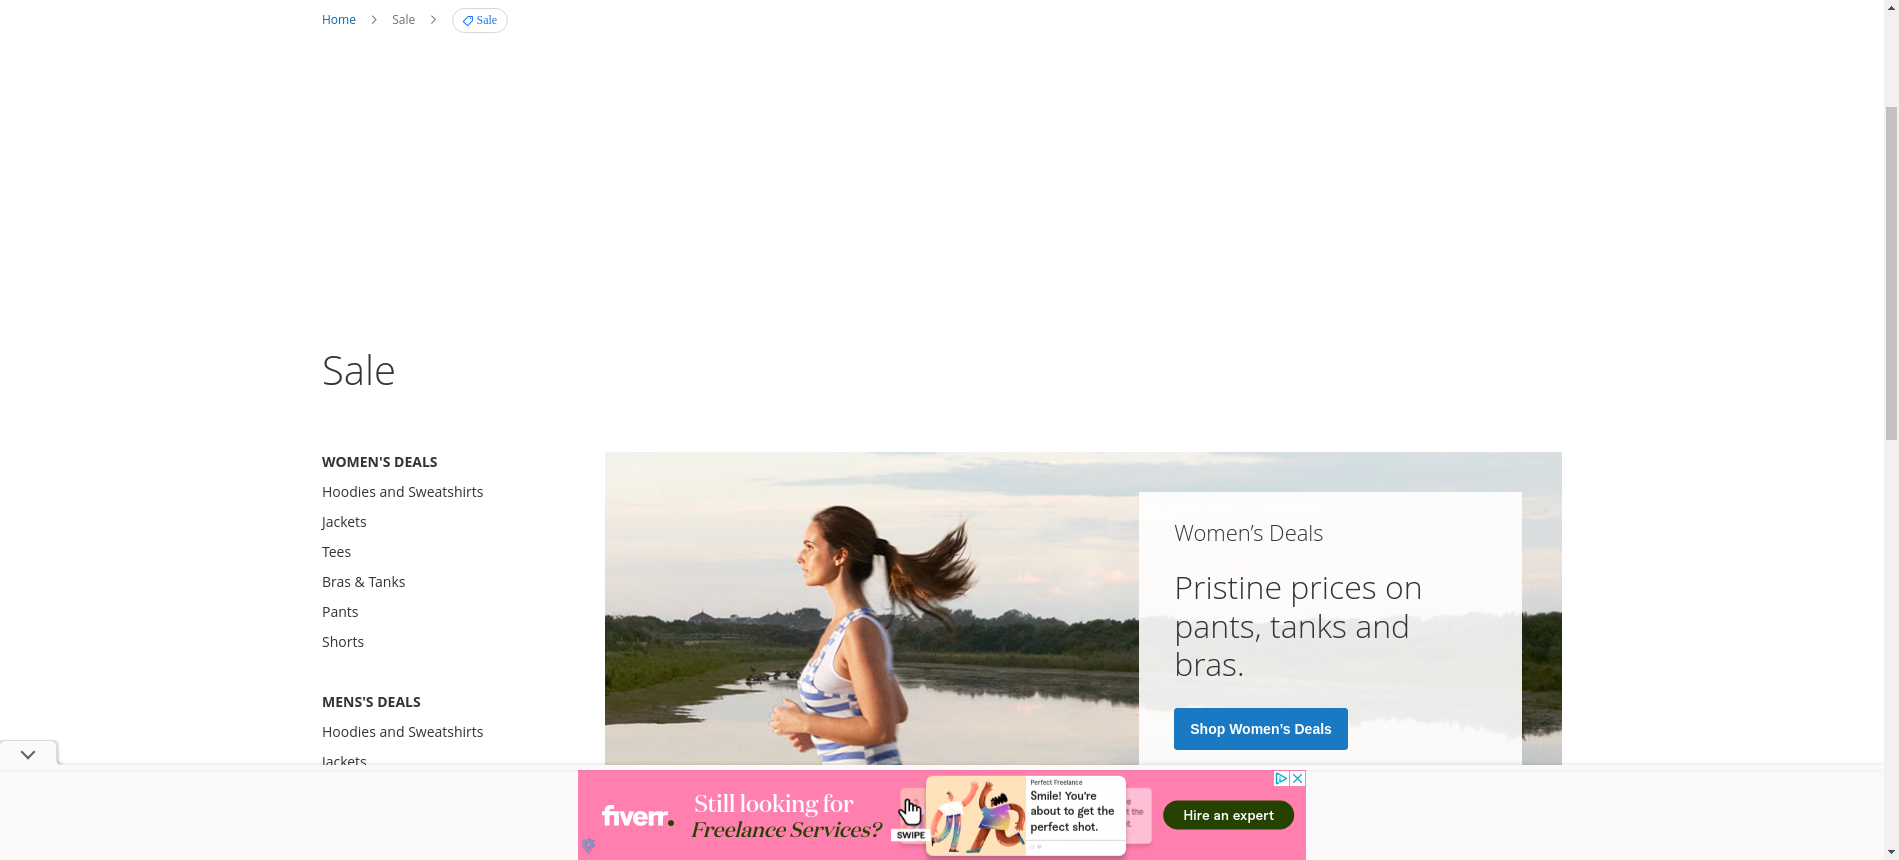 Home
Sale
Sale
Sale
WOMEN'S DEALS
Hoodies and Sweatshirts
Jackets
Tees
Bras & Tanks
Pants
Shorts
MENS'S DEALS
Hoodies and Sweatshirts
Jackets
Women’s Deals
Pristine prices on
pants, tanks and
bras.
Shop Women’s Deals
fiverr.
Still looking for
Freelance Services?
SWIPE
Perfect Freelance
Smile! You're
about to get the
perfect shot.
Hire an expert